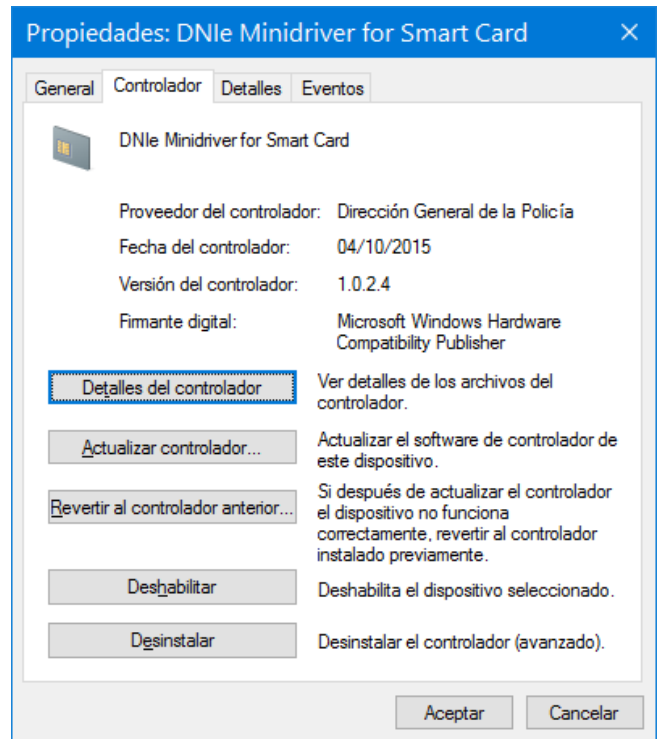 Propiedades: DNIe Minidriver for Smart Card
General Controlador Detalles Eventos
DNIe Minidriver for Smart Card
Proveedor del controlador: Dirección General de la Policía
Fecha del controlador: 04/10/2015
Versión del controlador: 1.0.2.4
Firmante digital: Microsoft Windows Hardware
Compatibility Publisher
Detalles del controlador
Ver detalles de los archivos del
controlador.
Actualizar controlador...
Actualizar el software de controlador de
este dispositivo.
Revertir al controlador anterior...
Si después de actualizar el controlador
el dispositivo no funciona
correctamente, revertir al controlador
instalado previamente.
Deshabilitar
Deshabilita el dispositivo seleccionado.
Desinstalar
Desinstalar el controlador (avanzado).
Aceptar Cancelar